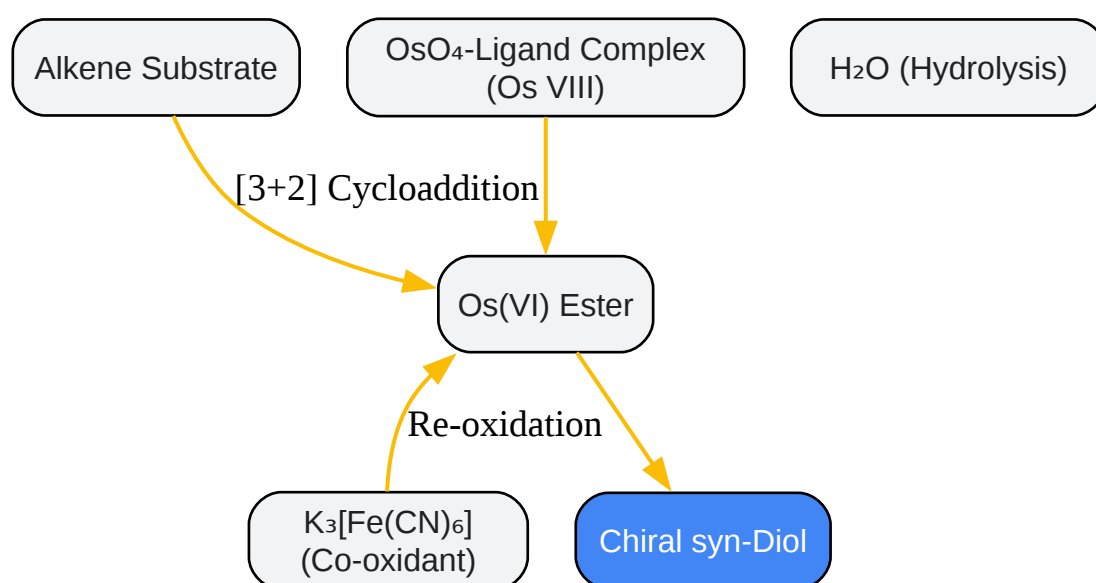 Alkene Substrate
OsO₄-Ligand Complex
(Os VIII)
H₂O (Hydrolysis)
[3+2] Cycloaddition
Os(VI) Ester
Re-oxidation
K₃[Fe(CN)₆]
(Co-oxidant)
Chiral syn-Diol